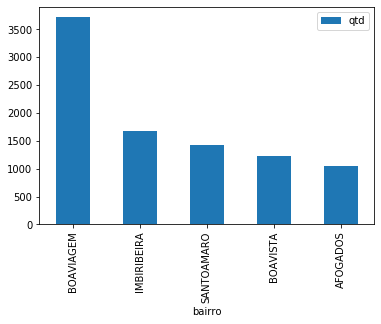 qtd
3500
3000
2500
2000
1500
1000
500
0
BOAVIAGEM
IMBIRIBEIRA
SANTOAMARO
BOAVISTA
AFOGADOS
bairro